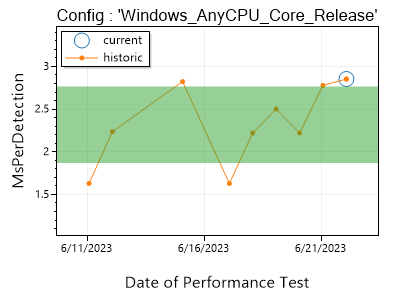 Config : 'Windows_AnyCPU_Core_Release'
current
historic
MsPerDetection
3
2.5
2
1.5
6/11/2023
6/16/2023
6/21/2023
Date of Performance Test